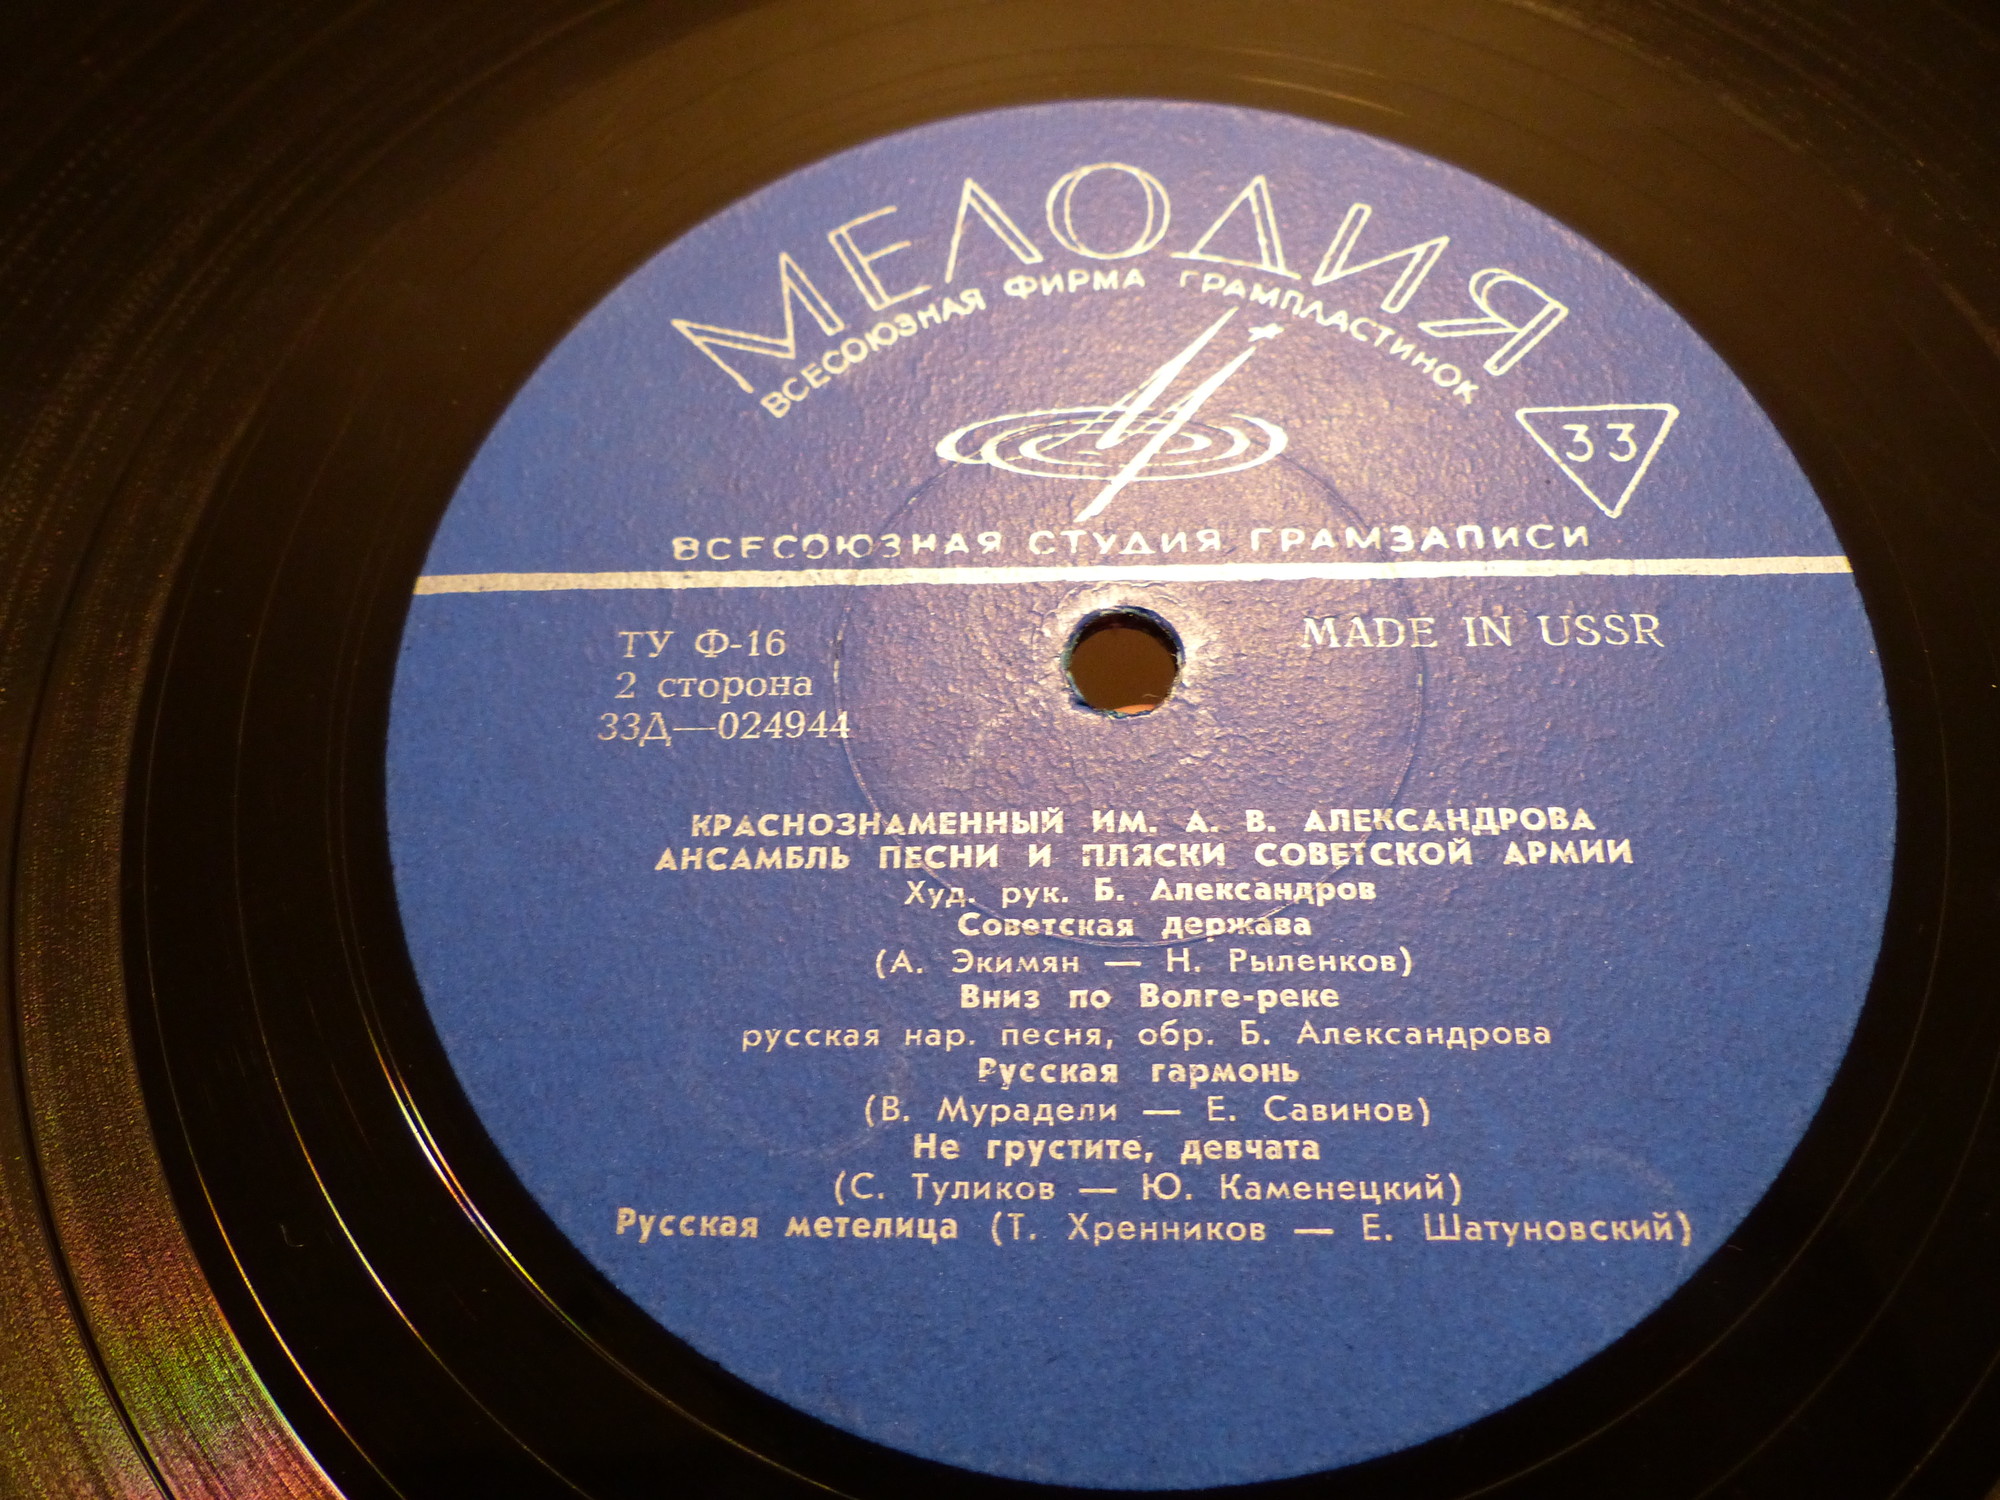 МЕЛОДИЯ
ВСЕСОЮЗНАЯ ФИРМА ГРАМПЛАСТИНОК
33
ВСЕСОЮЗНАЯ СТУДИЯ ГРАМЗАПИСИ
ТУ Ф-16
MADE IN USSR
2 сторона
33Д—024944
КРАСНОЗНАМЕННЫЙ ИМ. А. В. АЛЕКСАНДРОВА
АНСАМБЛЬ ПЕСНИ И ПЛЯСКИ СОВЕТСКОЙ АРМИИ
Худ. рук. Б. Александров
Советская держава
(А. Экимян — Н. Рыленков)
Вниз по Волге-реке
русская нар. песня, обр. Б. Александрова
Русская гармонь
(В. Мурадели — Е. Савинов)
Не грустите, девчата
(С. Туликов — Ю. Каменецкий)
Русская метелица (Т. Хренников — Е. Шатуновский)